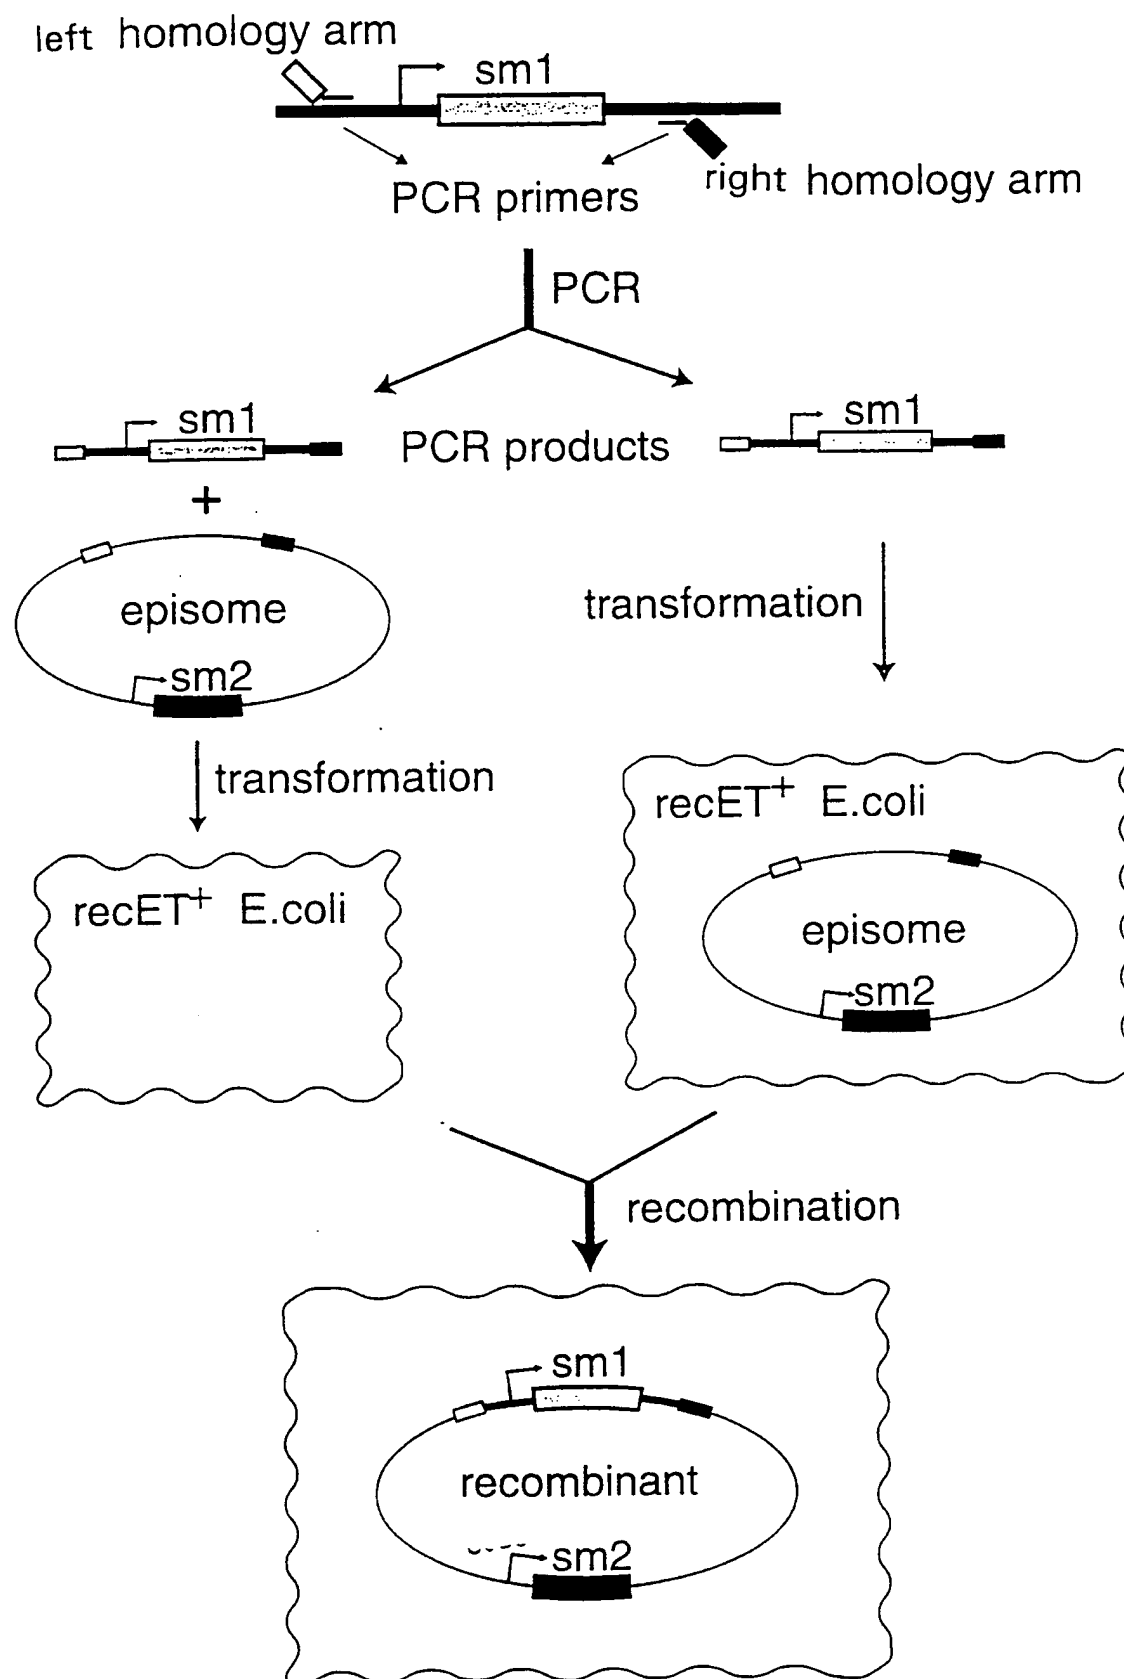 left homology arm
sm1
right homology arm
PCR primers
PCR
sm1
PCR products
sm1
+
episome
sm2
transformation
transformation
recET+ E.coli
recET+ E.coli
episome
sm2
recombination
sm1
recombinant
sm2